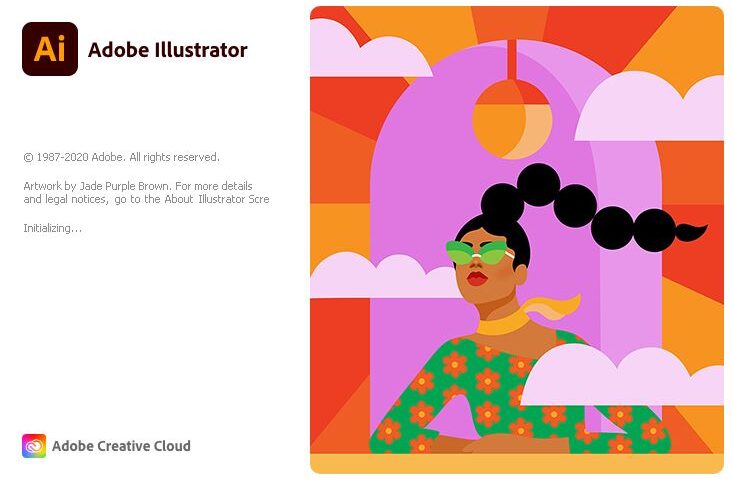 Ai Adobe Illustrator
© 1987-2020 Adobe. All rights reserved.
Artwork by Jade Purple Brown. For more details
and legal notices, go to the About Illustrator Scre
Initializing...
Adobe Creative Cloud